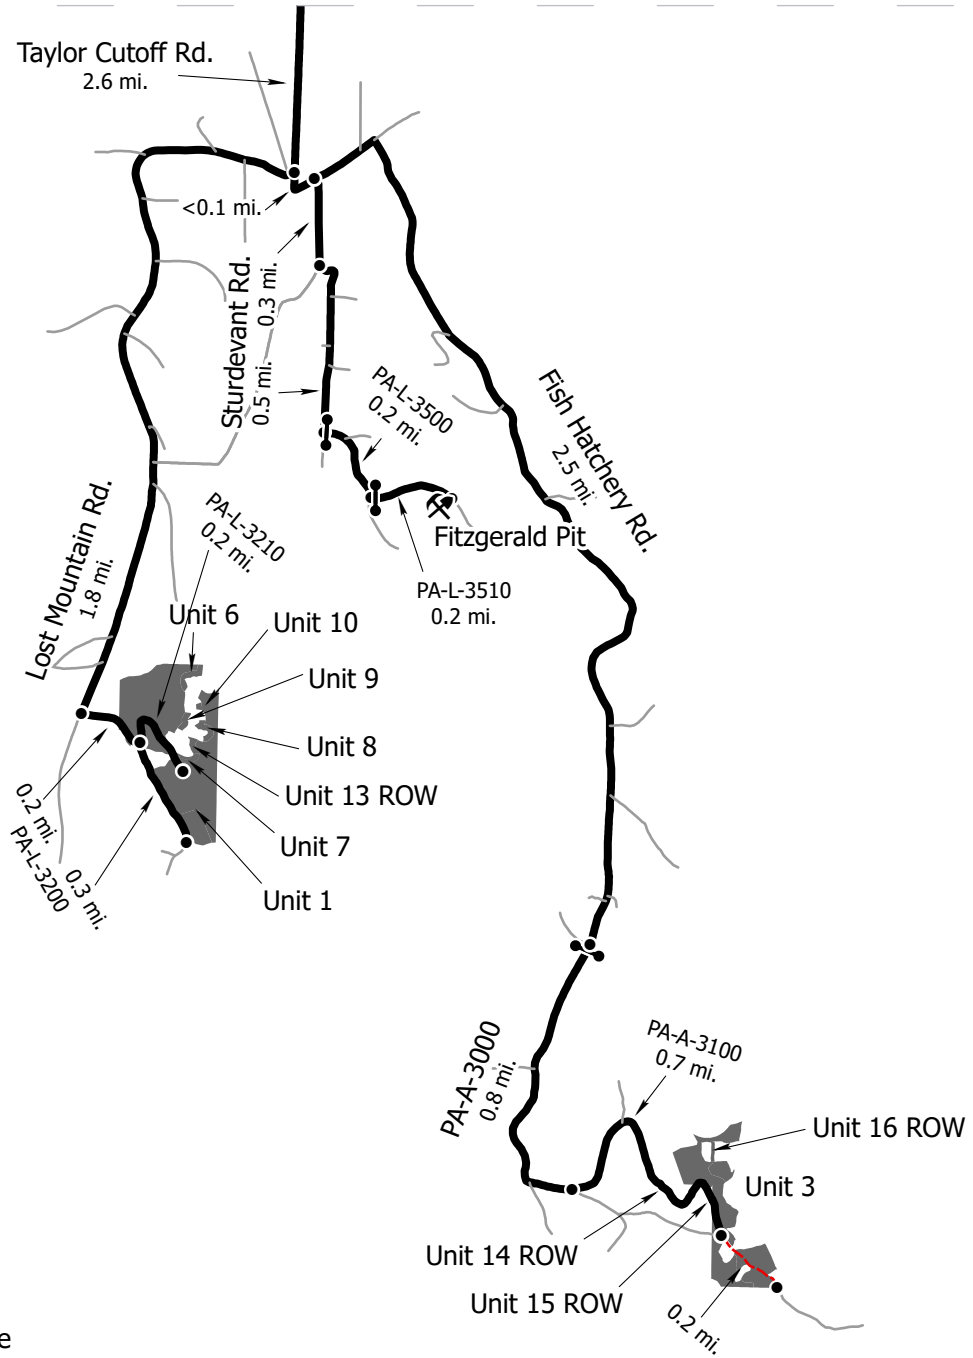 Taylor Cutoff Rd.
2.6 mi.
<0.1 mi.
Sturdevant Rd.
0.3 mi.
0.5 mi.
PA-L-3500
0.2 mi.
Fish Hatchery Rd.
2.5 mi.
Fitzgerald Pit
PA-L-3510
0.2 mi.
Lost Mountain Rd.
1.8 mi.
PA-L-3210
0.2 mi.
Unit 6
Unit 10
Unit 9
Unit 8
Unit 13 ROW
Unit 7
Unit 1
0.2 mi.
PA-L-3200
0.3 mi.
PA-A-3000
0.8 mi.
PA-A-3100
0.7 mi.
Unit 16 ROW
Unit 3
Unit 14 ROW
Unit 15 ROW
0.2 mi.
e